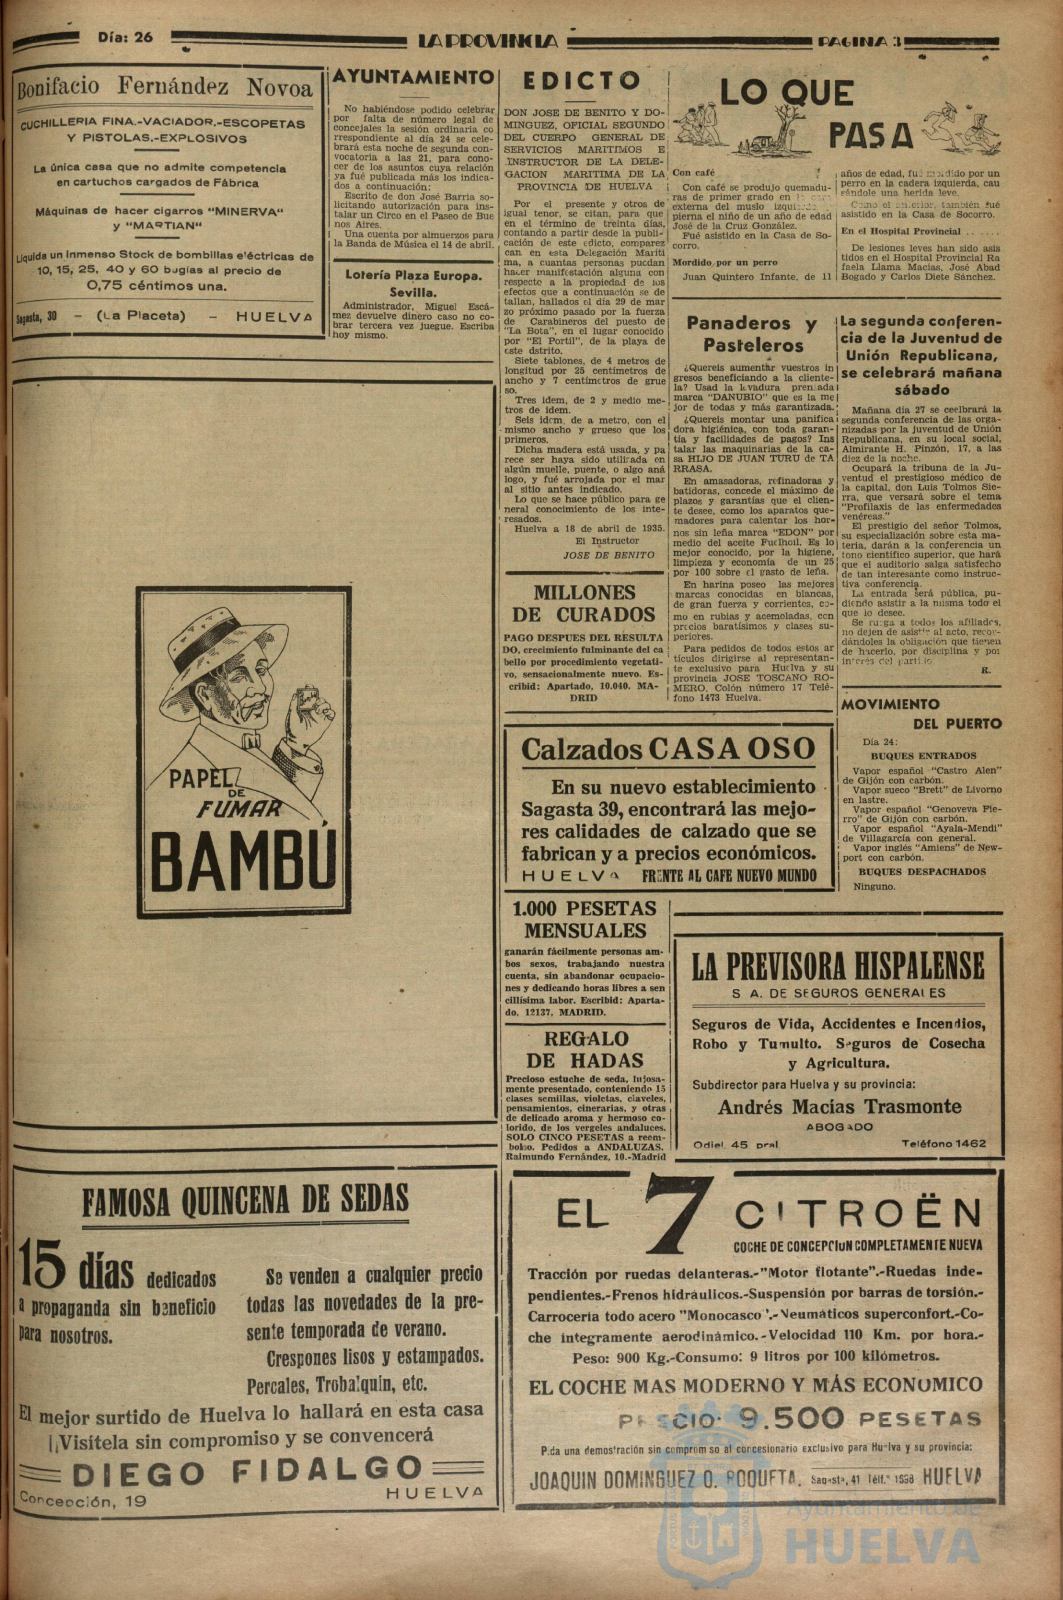 Día: 26
LA PROVINCIA
PAGINA 3
Bonifacio Fernández Novoa
CUCHILLERIA FINA.-VACIADOR.-ESCOPETAS
Y PISTOLAS.-EXPLOSIVOS
La única casa que no admite competencia
en cartuchos cargados de Fábrica
Máquinas de hacer cigarros "MINERVA"
y "MARTIAN"
Liquida un inmenso Stock de bombillas eléctricas de
10, 15, 25, 40 y 60 bugías al precio de
0,75 céntimos una.
Sagasta, 30 - (La Placeta) - HUELVA
AYUNTAMIENTO
No habiéndose podido celebrar
por falta de número legal de
concejales la sesión ordinaria co
rrespondiente al día 24 se cele-
brará esta noche de segunda con-
vocatoria a las 21, para cono-
cer de los asuntos cuya relación
ya fué publicada más los indica-
dos a continuación:
Escrito de don José Barria so-
licitando autorización para ins-
talar un Circo en el Paseo de Bue
nos Aires.
Una cuenta por almuerzos para
la Banda de Música el 14 de abril.
Lotería Plaza Europa.
Sevilla.
Administrador, Miguel Escá-
mez devuelve dinero caso no co-
brar tercera vez juegue. Escriba
hoy mismo.
PAPEL
DE
FUMAR
BAMBÚ
FAMOSA QUINCENA DE SEDAS
15 días dedicados
a propaganda sin beneficio
para nosotros.
Se venden a cualquier precio
todas las novedades de la pre-
sente temporada de verano.
Crespones lisos y estampados.
Percales, Trobalquin, etc.
El mejor surtido de Huelva lo hallará en esta casa
¡¡Visítela sin compromiso y se convencerá
DIEGO FIDALGO
Concepción, 19
HUELVA
EDICTO
DON JOSE DE BENITO Y DO-
MINGUEZ, OFICIAL SEGUNDO
DEL CUERPO GENERAL DE
SERVICIOS MARITIMOS E
INSTRUCTOR DE LA DELE-
GACION MARITIMA DE LA
PROVINCIA DE HUELVA
Por el presente y otros de
igual tenor, se citan, para que
en el término de treinta días,
contando a partir desde la publi-
cación de este edicto, comparez
can en esta Delegación Maríti
ma, a cuantas personas puedan
hacer manifestación alguna con
respecto a la propiedad de los
efectos que a continuación se de
tallan, hallados el día 29 de mar
zo próximo pasado por la fuerza
de Carabineros del puesto de
"La Bota", en el lugar conocido
por "El Portil", de la playa de
este dstrito.
Siete tablones, de 4 metros de
longitud por 25 centímetros de
ancho y 7 centímetros de grue
so.
Tres idem, de 2 y medio me-
tros de idem.
Seis idem, de a metro, con el
mismo ancho y grueso que los
primeros.
Dicha madera está usada, y pa
rece ser haya sido utilizada en
algún muelle, puente, o algo aná
logo, y fué arrojada por el mar
al sitio antes indicado.
Lo que se hace público para ge
neral conocimiento de los inte-
resados.
Huelva a 18 de abril de 1935.
El Instructor
JOSE DE BENITO
MILLONES
DE CURADOS
PAGO DESPUES DEL RESULTA
DO, crecimiento fulminante del ca
bello por procedimiento vegetati-
vo, sensacionalmente nuevo. Es-
cribid: Apartado, 10.040. MA-
DRID
LO QUE
PASA
Con café
Con café se produjo quemadu-
ras de primer grado en la cara
externa del muslo izquierdo
pierna el niño de un año de edad
José de la Cruz González.
Fué asistido en la Casa de So-
corro.
Mordido por un perro
Juan Quintero Infante, de 11
años de edad, fué mordido por un
perro en la cadera izquierda, cau
sándole una herida leve.
Como el anterior, también fué
asistido en la Casa de Socorro.
En el Hospital Provincial ......
De lesiones leves han sido asis
tidos en el Hospital Provincial Ra
faela Llama Macías, José Abad
Bogado y Carlos Diete Sánchez.
Panaderos y
Pasteleros
¿Quereis aumentar vuestros in
gresos beneficiando a la cliente-
la? Usad la levadura prensada
marca "DANUBIO" que es la me
jor de todas y más garantizada.
¿Quereis montar una panifica
dora higiénica, con toda garan-
tía y facilidades de pagos? Ins
talar las maquinarias de la ca-
sa HIJO DE JUAN TURU de TA
RRASA.
En amasadoras, refinadoras y
batidoras, concede el máximo de
plazos y garantías que el clien-
te desee, como los aparatos que-
madores para calentar los hor-
nos sin leña marca "EDON" por
medio del aceite Fuelhoil. Es lo
mejor conocido, por la higiene,
limpieza y economía de un 25
por 100 sobre el gasto de leña.
En harina poseo las mejores
marcas conocidas en blancas,
de gran fuerza y corrientes, co-
mo en rubias y acemoladas, con
precios baratísimos y clases su-
periores.
Para pedidos de todos estos ar
tículos dirigirse al representan-
te exclusivo para Huelva y su
provincia JOSE TOSCANO RO-
MERO, Colón número 17 Telé-
fono 1473 Huelva.
La segunda conferen-
cia de la Juventud de
Unión Republicana,
se celebrará mañana
sábado
Mañana día 27 se ceelbrará la
segunda conferencia de las orga-
nizadas por la juventud de Unión
Republicana, en su local social,
Almirante H. Pinzón, 17, a las
diez de la noche.
Ocupará la tribuna de la Ju-
ventud el prestigioso médico de
la capital, don Luis Tolmos Sie-
rra, que versará sobre el tema
"Profilaxis de las enfermedades
venéreas."
El prestigio del señor Tolmos,
su especialización sobre esta ma-
teria, darán a la conferencia un
tono científico superior, que hará
que el auditorio salga satisfecho
de tan interesante como instruc-
tiva conferencia.
La entrada será pública, pu-
diendo asistir a la misma todo el
que lo desee.
Se ruega a todos los afiliados,
no dejen de asistir al acto, recor-
dándoles la obligación que tienen
de hacerlo, por disciplina y por
interés del partido.
R.
MOVIMIENTO
DEL PUERTO
Día 24:
BUQUES ENTRADOS
Vapor español "Castro Alen"
de Gijón con carbón.
Vapor sueco "Brett" de Livorno
en lastre.
Vapor español "Genoveva Fie-
rro" de Gijón con carbón.
Vapor español "Ayala-Mendi"
de Villagarcía con general.
Vapor inglés "Amiens" de New-
port con carbón.
BUQUES DESPACHADOS
Ninguno.
Calzados CASA OSO
En su nuevo establecimiento
Sagasta 39, encontrará las mejo-
res calidades de calzado que se
fabrican y a precios económicos.
HUELVA FRENTE AL CAFE NUEVO MUNDO
1.000 PESETAS
MENSUALES
ganarán fácilmente personas am-
bos sexos, trabajando nuestra
cuenta, sin abandonar ocupacio-
nes y dedicando horas libres a sen
cillísima labor. Escribid: Aparta-
do, 12137. MADRID.
REGALO
DE HADAS
Precioso estuche de seda, lujosa-
mente presentado, conteniendo 15
clases semillas, violetas, claveles,
pensamientos, cinerarias, y otras
de delicado aroma y hermoso co-
lorido, de los vergeles andaluces.
SOLO CINCO PESETAS a reem-
bolso. Pedidos a ANDALUZAS.
Raimundo Fernández, 10.-Madrid
LA PREVISORA HISPALENSE
S. A. DE SEGUROS GENERALES
Seguros de Vida, Accidentes e Incendios,
Robo y Tumulto. Seguros de Cosecha
y Agricultura.
Subdirector para Huelva y su provincia:
Andrés Macías Trasmonte
ABOGADO
Odiel, 45 pral.
Teléfono 1462
EL 7 CITROËN
COCHE DE CONCEPCION COMPLETAMENTE NUEVA
Tracción por ruedas delanteras.-"Motor flotante".-Ruedas inde-
pendientes.-Frenos hidráulicos.-Suspensión por barras de torsión.-
Carrocería todo acero "Monocasco".-Neumáticos superconfort.-Co-
che íntegramente aerodinámico.-Velocidad 110 Km. por hora.-
Peso: 900 Kg.-Consumo: 9 litros por 100 kilómetros.
EL COCHE MAS MODERNO Y MÁS ECONOMICO
PRECIO: 9.500 PESETAS
Pida una demostración sin compromiso al concesionario exclusivo para Huelva y su provincia:
JOAQUIN DOMINGUEZ O. ROQUETA. Sagasta, 41 Télf.º 1538 HUELVA
Ayuntamiento de
HUELVA